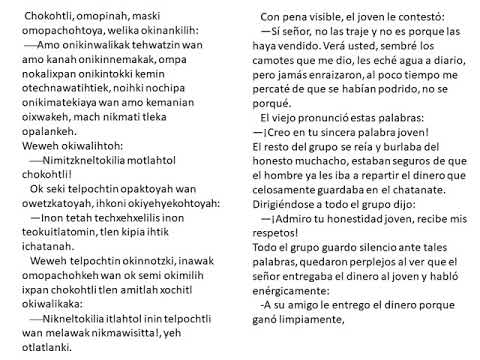 Chokohtli, omopinah, maski
omopachohtoya, welika okinankilih:
—Amo onikinwalikak tehwatzin wan
amo kanah onikinnemakak, ompa
nokalixpan onikintokki kemin
otechnawatihtiek, noihki nochipa
onikimatekiaya wan amo kemanian
oixwakeh, mach nikmati tleka
opalankeh.
Weweh okiwalihtoh:
—Nimitzkneltokilia motlahtol
chokohtli!
Ok seki telpochtin opaktoyah wan
owetzkatoyah, ihkoni okiyehyekohtoyah:
—Inon tetah techxehxelilis inon
teokuitlatomin, tlen kipia ihtik
ichatanah.
Weweh telpochtin okinnotzki, inawak
omopachohkeh wan ok semi okimilih
ixpan chokohtli tlen amitlah xochitl
okiwalikaka:
—Nikneltokilia itlahtol inin telpochtli
wan melawak nikmawisitta!, yeh
otlatlanki.
Con pena visible, el joven le contestó:
—Sí señor, no las traje y no es porque las
haya vendido. Verá usted, sembré los
camotes que me dio, les eché agua a diario,
pero jamás enraizaron, al poco tiempo me
percaté de que se habían podrido, no se
porqué.
El viejo pronunció estas palabras:
—¡Creo en tu sincera palabra joven!
El resto del grupo se reía y burlaba del
honesto muchacho, estaban seguros de que
el hombre ya les iba a repartir el dinero que
celosamente guardaba en el chatanate.
Dirigiéndose a todo el grupo dijo:
—¡Admiro tu honestidad joven, recibe mis
respetos!
Todo el grupo guardo silencio ante tales
palabras, quedaron perplejos al ver que el
señor entregaba el dinero al joven y habló
enérgicamente:
-A su amigo le entrego el dinero porque
ganó limpiamente,